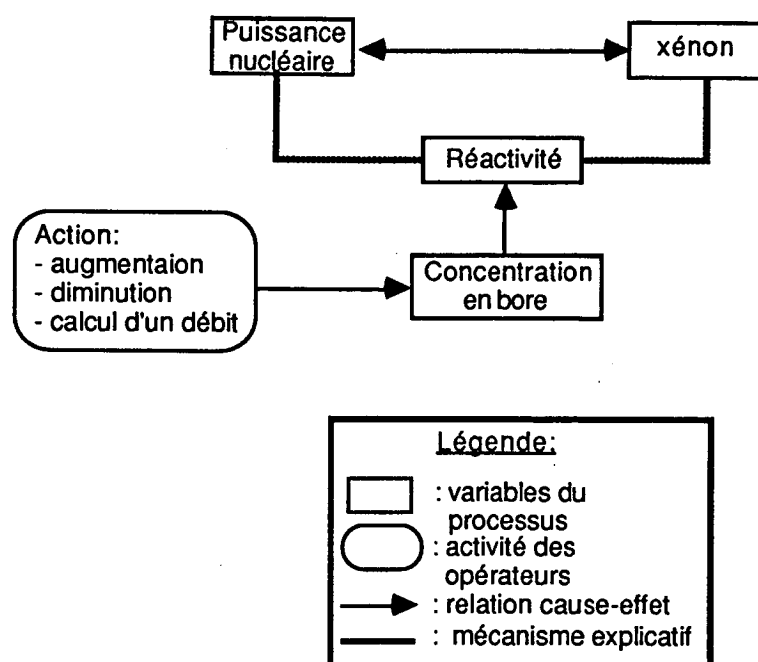 Puissance
nucléaire
xénon
Réactivité
Action:
- augmentaion
- diminution
- calcul d'un débit
Concentration
en bore
Légende:
: variables du
processus
: activité des
opérateurs
: relation cause-effet
: mécanisme explicatif